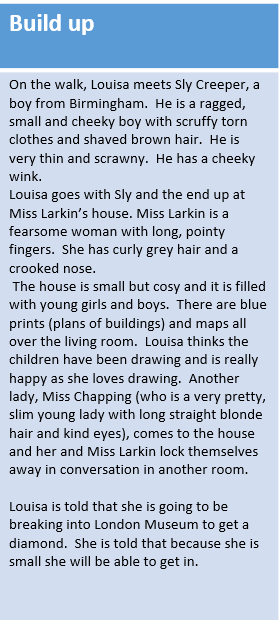 Build up
On the walk, Louisa meets Sly Creeper, a
boy from Birmingham.  He is a ragged,
small and cheeky boy with scruffy torn
clothes and shaved brown hair.  He is
very thin and scrawny.  He has a cheeky
wink.
Louisa goes with Sly and the end up at
Miss Larkin’s house. Miss Larkin is a
fearsome woman with long, pointy
fingers.  She has curly grey hair and a
crooked nose.
The house is small but cosy and it is filled
with young girls and boys.  There are blue
prints (plans of buildings) and maps all
over the living room.  Louisa thinks the
children have been drawing and is really
happy as she loves drawing.  Another
lady, Miss Chapping (who is a very pretty,
slim young lady with long straight blonde
hair and kind eyes), comes to the house
and her and Miss Larkin lock themselves
away in conversation in another room.
Louisa is told that she is going to be
breaking into London Museum to get a
diamond.  She is told that because she is
small she will be able to get in.